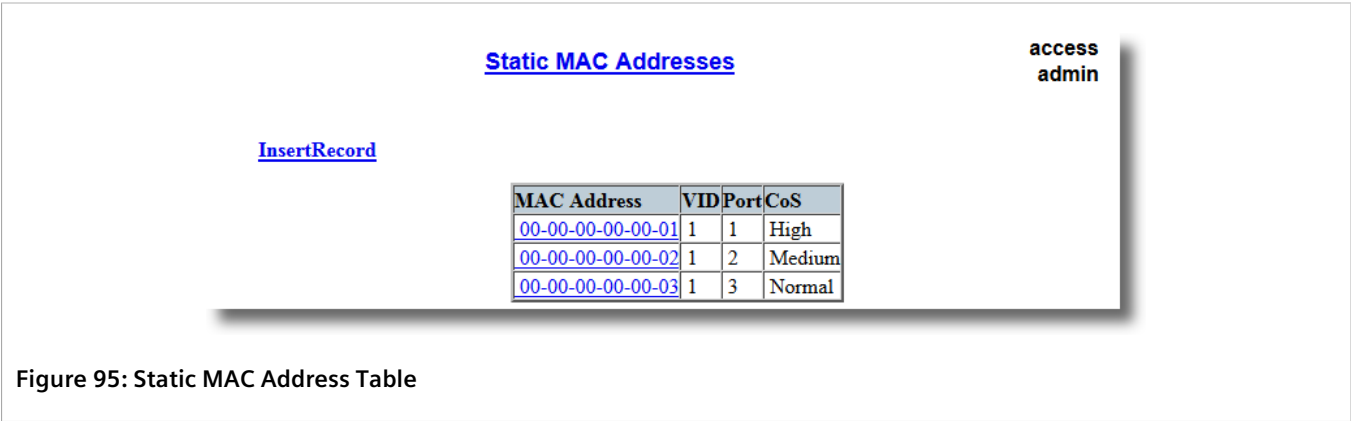 Static MAC Addresses
access
admin
InsertRecord
MAC Address VID Port CoS
00-00-00-00-00-01 1 1 High
00-00-00-00-00-02 1 2 Medium
00-00-00-00-00-03 1 3 Normal
Figure 95: Static MAC Address Table